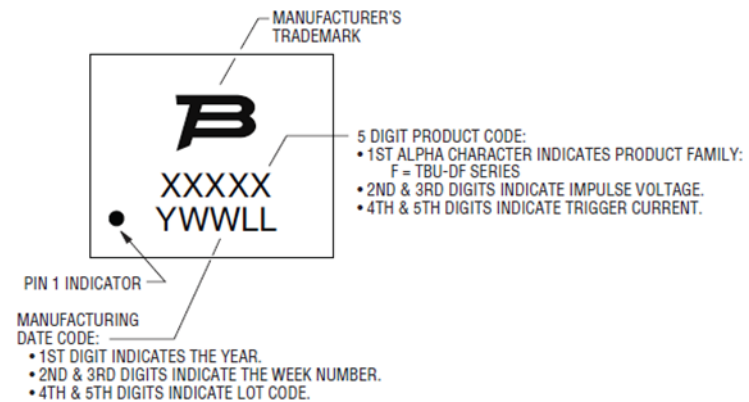 MANUFACTURER'S
TRADEMARK
XXXXX
YWWLL
5 DIGIT PRODUCT CODE:
• 1ST ALPHA CHARACTER INDICATES PRODUCT FAMILY:
F = TBU-DF SERIES
• 2ND & 3RD DIGITS INDICATE IMPULSE VOLTAGE.
• 4TH & 5TH DIGITS INDICATE TRIGGER CURRENT.
PIN 1 INDICATOR
MANUFACTURING
DATE CODE:
• 1ST DIGIT INDICATES THE YEAR.
• 2ND & 3RD DIGITS INDICATE THE WEEK NUMBER.
• 4TH & 5TH DIGITS INDICATE LOT CODE.